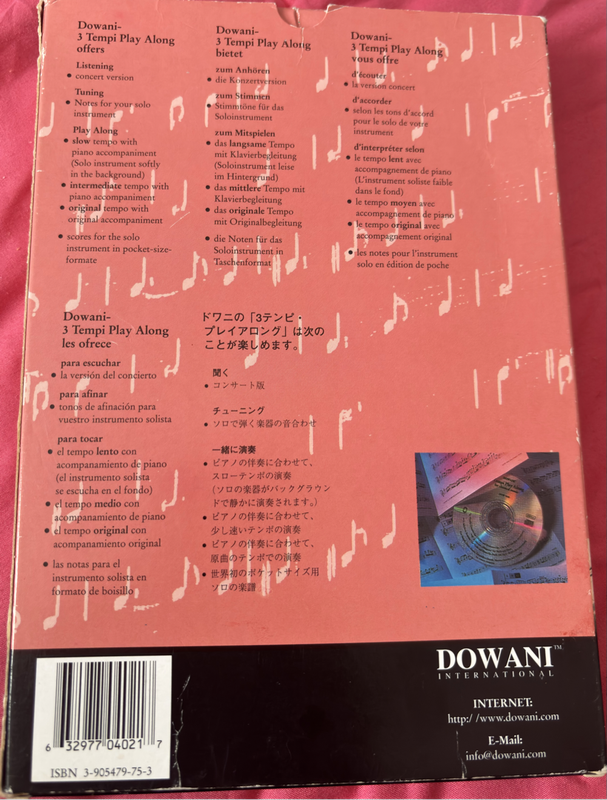 Dowani-
3 Tempi Play Along
offers
Listening
• concert version
Tuning
• Notes for your solo
instrument
Play Along
• slow tempo with
piano accompaniment
(Solo instrument softly
in the background)
• intermediate tempo with
piano accompaniment
• original tempo with
original accompaniment
• scores for the solo
instrument in pocket-size-
formate
Dowani-
3 Tempi Play Along
bietet
zum Anhören
• die Konzertversion
zum Stimmen
• Stimmtöne für das
Soloinstrument
zum Mitspielen
• das langsame Tempo
mit Klavierbegleitung
(Soloinstrument leise
im Hintergrund)
• das mittlere Tempo mit
Klavierbegleitung
• das originale Tempo
mit Originalbegleitung
• die Noten für das
Soloinstrument in
Taschenformat
Dowani-
3 Tempi Play Along
vous offre
d'écouter
• la version concert
d'accorder
• selon les tons d'accord
pour le solo de votre
instrument
d'interpréter selon
• le tempo lent avec
accompagnement de piano
(L'instrument soliste faible
dans le fond)
• le tempo moyen avec
accompagnement de piano
• le tempo original avec
accompagnement original
• les notes pour l'instrument
solo en édition de poche
Dowani-
3 Tempi Play Along
les ofrece
para escuchar
• la versión del concierto
para afinar
• tonos de afinación para
vuestro instrumento solista
para tocar
• el tempo lento con
acompanamiento de piano
(el instrumento solista
se escucha en el fondo)
• el tempo medio con
acompanamiento de piano
• el tempo original con
acompanamiento original
• las notas para el
instrumento solista en
formato de boisillo
ドワニの「3テンピ・
プレイアロング」は次の
ことが楽しめます。
聞く
• コンサート版
チューニング
• ソロで弾く楽器の音合わせ
一緒に演奏
• ピアノの伴奏に合わせて、
スローテンポの演奏
(ソロの楽器がバックグラウン
ドで静かに演奏されます。)
• ピアノの伴奏に合わせて、
少し速いテンポの演奏
• ピアノの伴奏に合わせて、
原曲のテンポでの演奏
• 世界初のポケットサイズ用
ソロの楽譜
DOWANI™
INTERNATIONAL
INTERNET:
http://www.dowani.com
E-Mail:
info@dowani.com
6 32977 04021 7
ISBN 3-905479-75-3